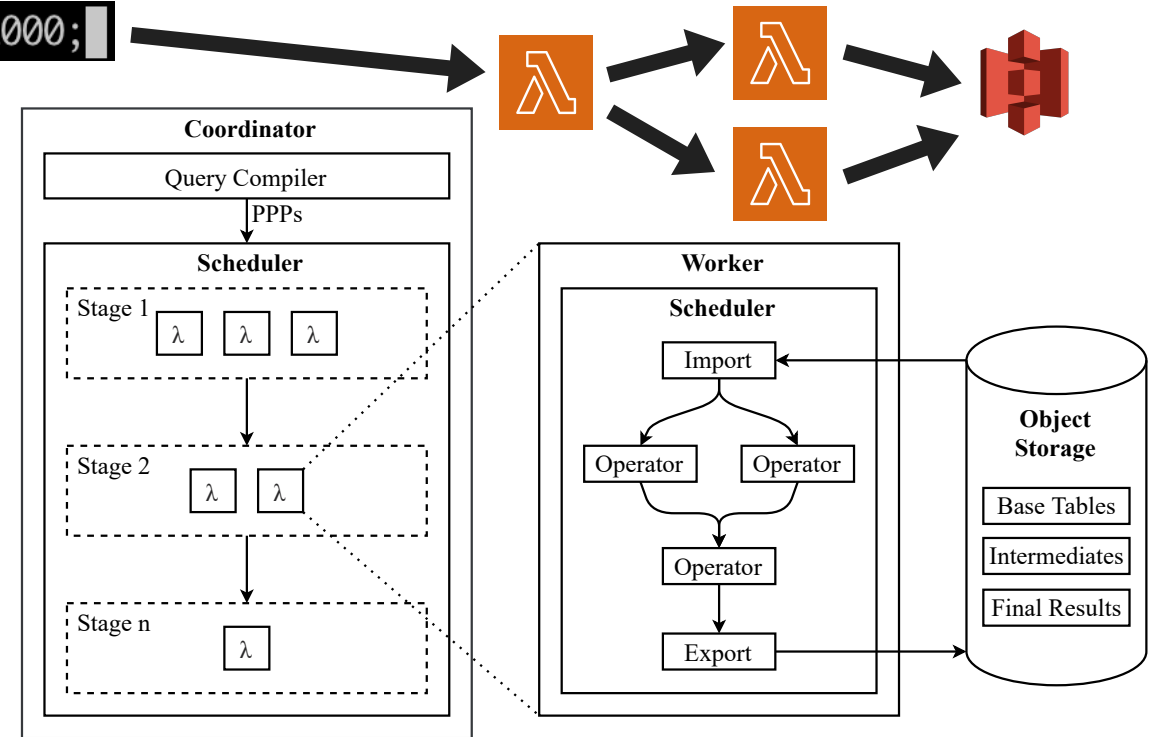 000;
Coordinator
Query Compiler
PPPs
Scheduler
Stage 1
λ λ λ
Stage 2
λ λ
Stage n
λ
Worker
Scheduler
Import
Operator Operator
Operator
Export
Object
Storage
Base Tables
Intermediates
Final Results